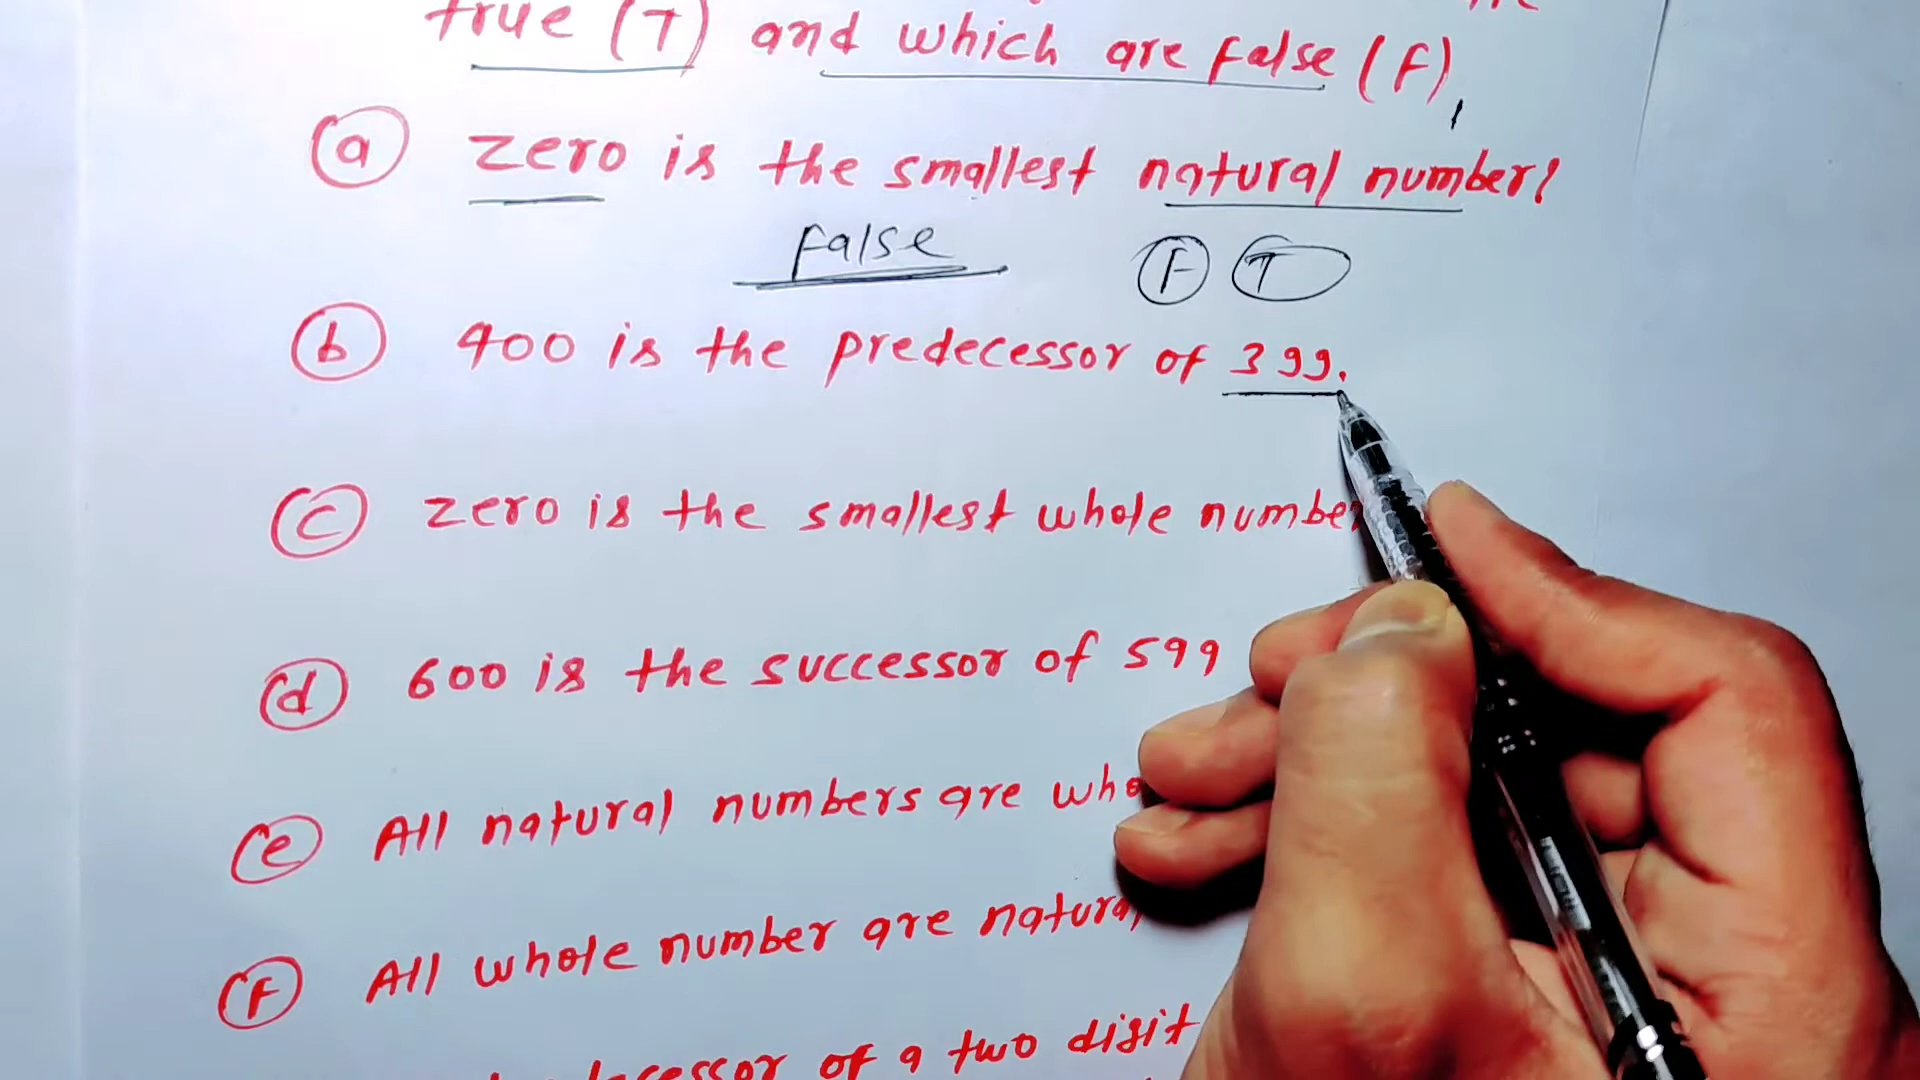 true (T) and which are false (F),
(a) zero is the smallest natural number?
False (F) (T)
(b) 400 is the predecessor of 399.
(c) zero is the smallest whole number
(d) 600 is the successor of 599
(e) All natural numbers are
(f) All whole number are natural
of a two digit